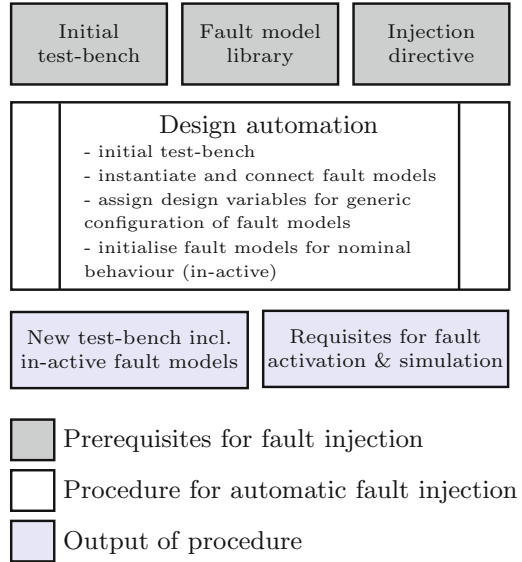 Initial
test-bench
Fault model
library
Injection
directive
Design automation
- initial test-bench
- instantiate and connect fault models
- assign design variables for generic
configuration of fault models
- initialise fault models for nominal
behaviour (in-active)
New test-bench incl.
in-active fault models
Requisites for fault
activation & simulation
Prerequisites for fault injection
Procedure for automatic fault injection
Output of procedure